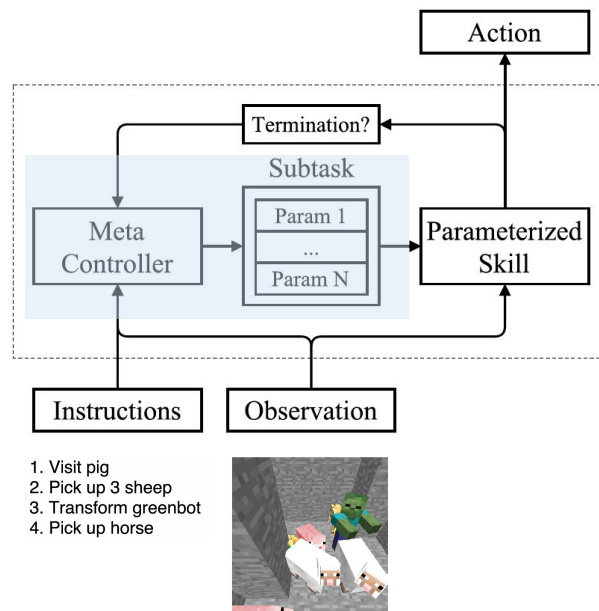 Action
Termination?
Subtask
Meta
Controller
Param 1
...
Param N
Parameterized
Skill
Instructions
Observation
1. Visit pig
2. Pick up 3 sheep
3. Transform greenbot
4. Pick up horse